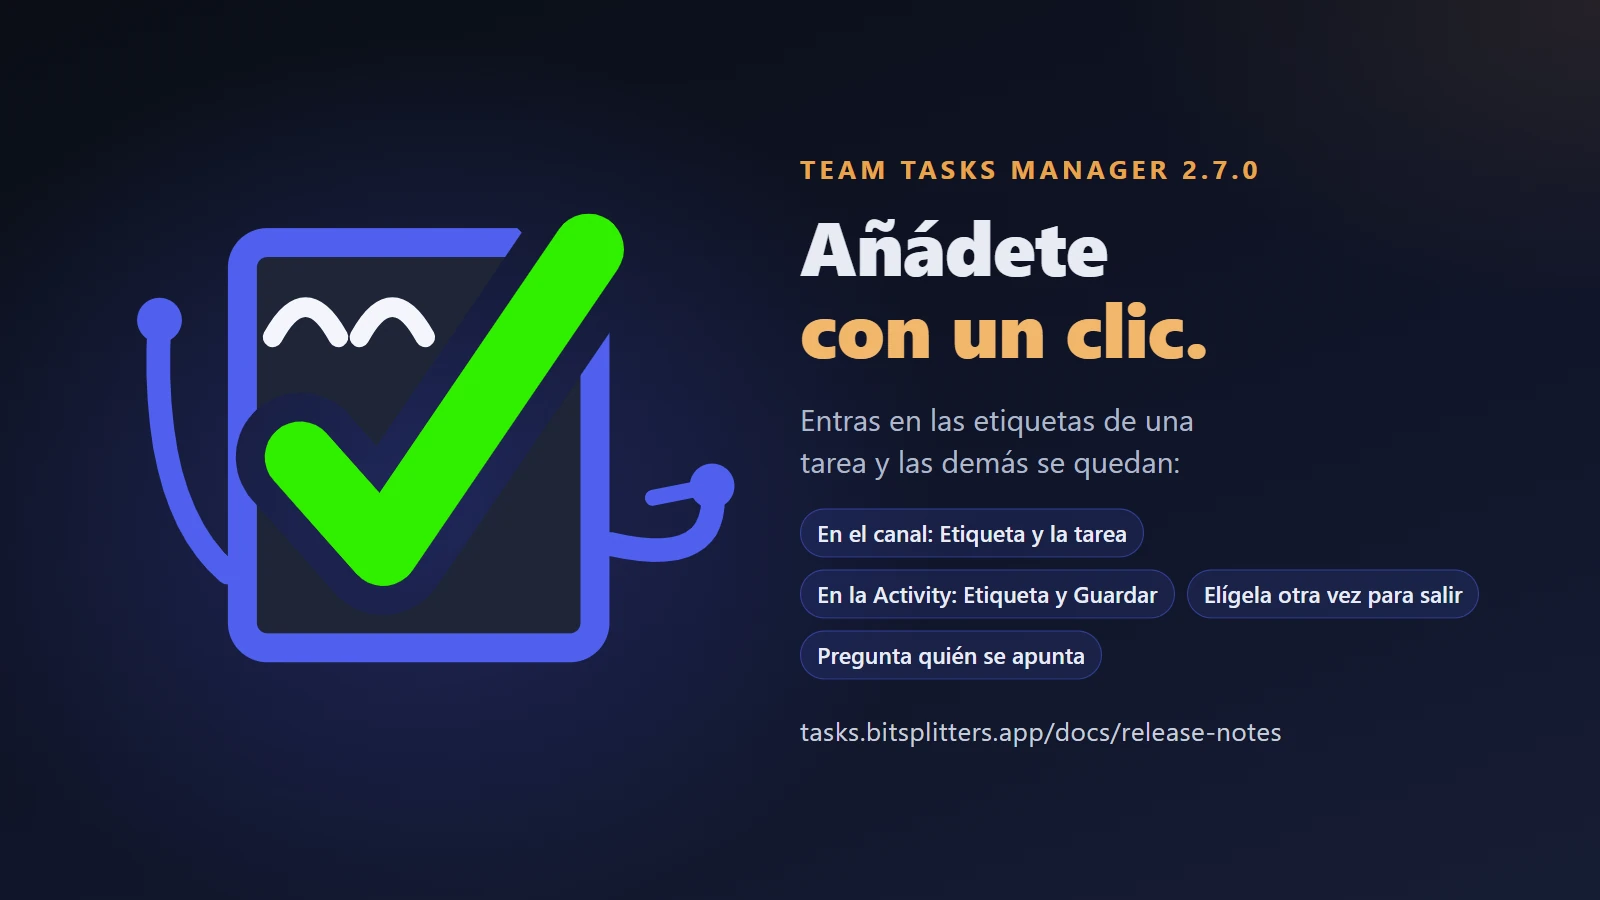 TEAM TASKS MANAGER 2.7.0
Añádete
con un clic.
Entras en las etiquetas de una
tarea y las demás se quedan:
En el canal: Etiqueta y la tarea
En la Activity: Etiqueta y Guardar
Elígela otra vez para salir
Pregunta quién se apunta
tasks.bitsplitters.app/docs/release-notes